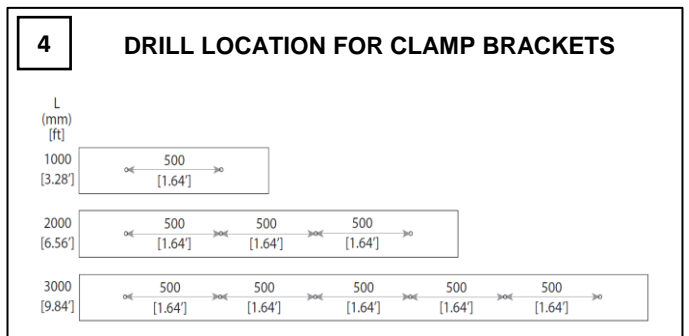 4
DRILL LOCATION FOR CLAMP BRACKETS
L
(mm)
[ft]
1000
[3.28']
500
[1.64']
2000
[6.56']
500 500 500
[1.64'] [1.64'] [1.64']
3000
[9.84']
500 500 500 500 500
[1.64'] [1.64'] [1.64'] [1.64'] [1.64']